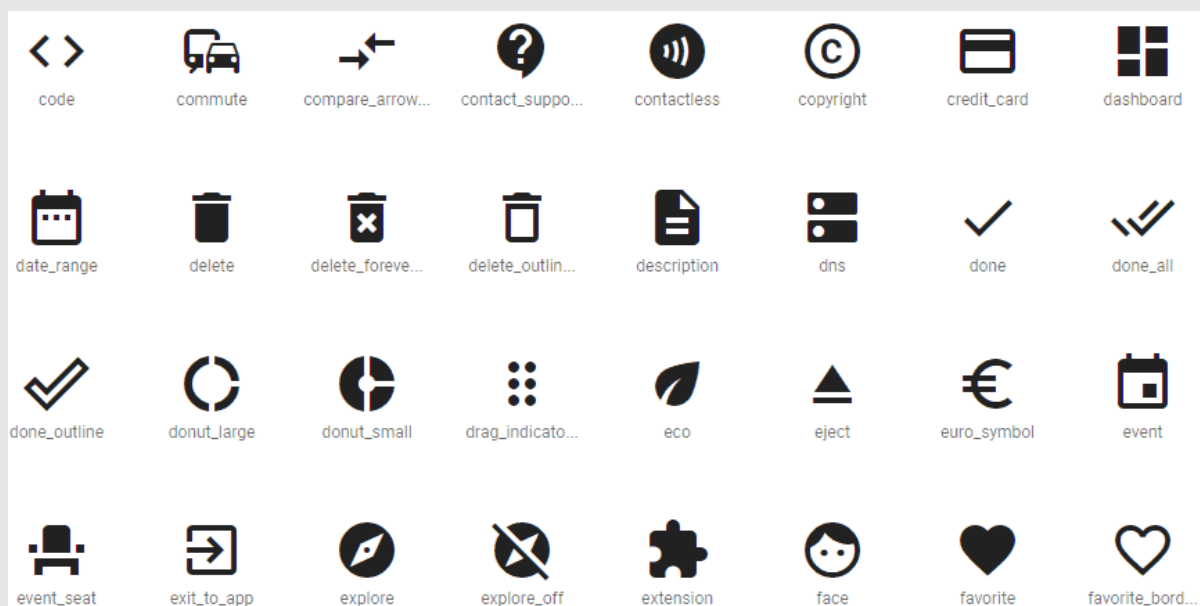 code commute compare_arrow... contact_suppo... contactless copyright credit_card dashboard
date_range delete delete_foreve... delete_outlin... description dns done done_all
done_outline donut_large donut_small drag_indicato... eco eject euro_symbol event
event_seat exit_to_app explore explore_off extension face favorite favorite_bord...